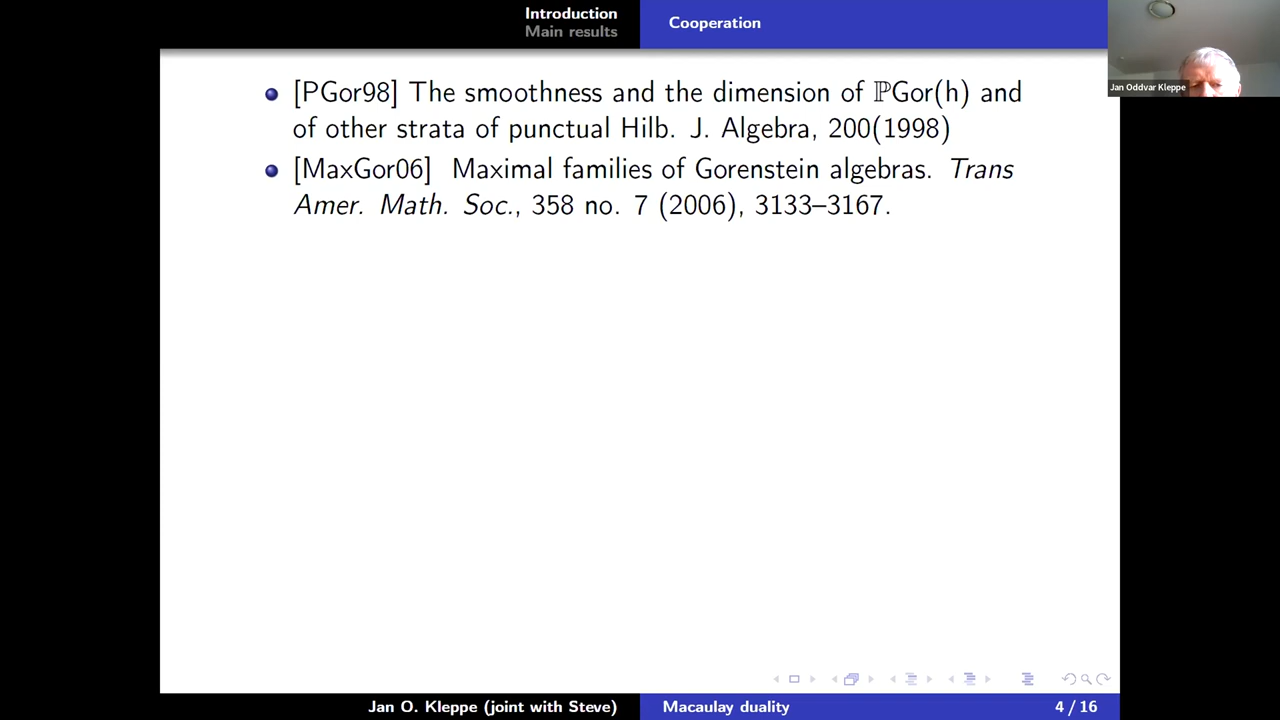 Introduction
Main results
Cooperation
Jan Oddvar Kleppe
[PGor98] The smoothness and the dimension of ℙGor(h) and
of other strata of punctual Hilb. J. Algebra, 200(1998)
[MaxGor06] Maximal families of Gorenstein algebras. Trans
Amer. Math. Soc., 358 no. 7 (2006), 3133–3167.
Jan O. Kleppe (joint with Steve)
Macaulay duality
4 / 16